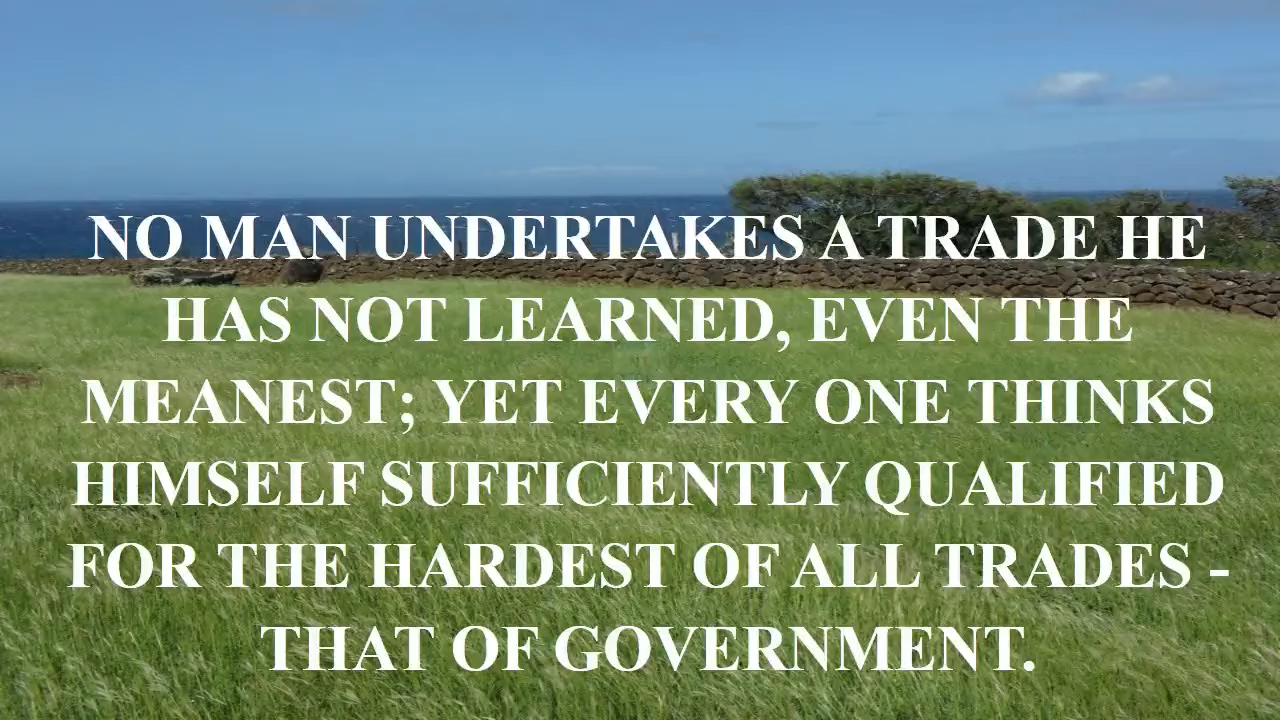 NO MAN UNDERTAKES A TRADE HE
HAS NOT LEARNED, EVEN THE
MEANEST; YET EVERY ONE THINKS
HIMSELF SUFFICIENTLY QUALIFIED
FOR THE HARDEST OF ALL TRADES -
THAT OF GOVERNMENT.